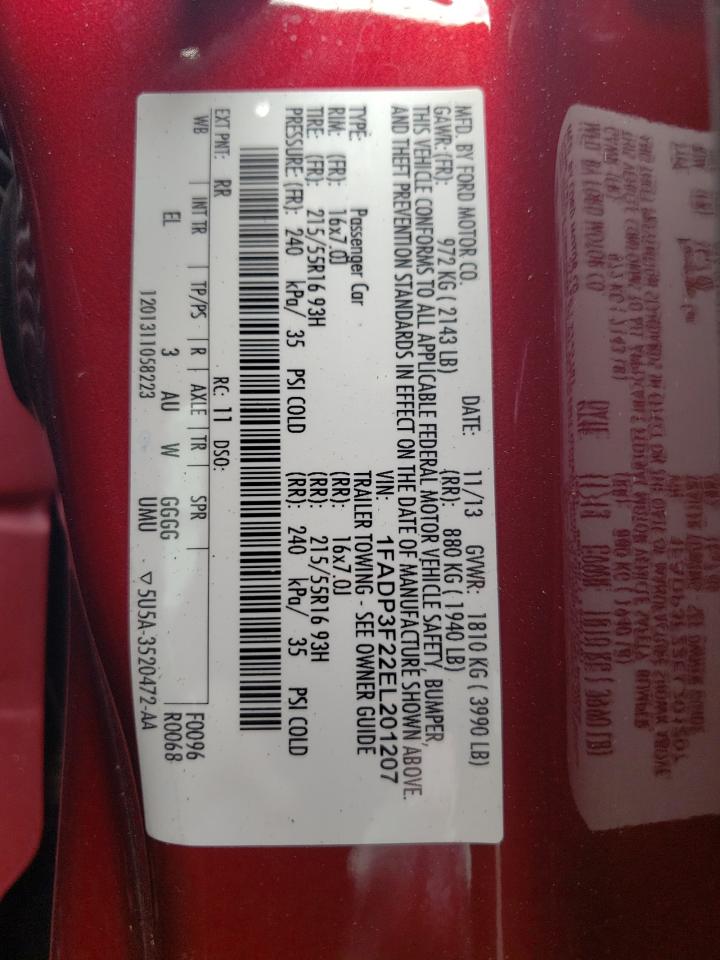 MFD. BY FORD MOTOR CO. DATE: 11/13 GVWR: 1810 KG ( 3990 LB)
GAWR:(FR): 972 KG ( 2143 LB) (RR): 880 KG ( 1940 LB)
THIS VEHICLE CONFORMS TO ALL APPLICABLE FEDERAL MOTOR VEHICLE SAFETY, BUMPER,
AND THEFT PREVENTION STANDARDS IN EFFECT ON THE DATE OF MANUFACTURE SHOWN ABOVE.
VIN: 1FADP3F22EL201207
TYPE: Passenger Car TRAILER TOWING - SEE OWNER GUIDE
RIM: (FR): 16x7.0J (RR): 16x7.0J
TIRE: (FR): 215/55R16 93H (RR): 215/55R16 93H
PRESSURE (FR): 240 kPa/ 35 PSI COLD (RR): 240 kPa/ 35 PSI COLD
EXT PNT: RR RC: 11 DSO:
WB INT TR TP/PS R AXLE TR SPR F0096
EL 3 AU W GGGG R0068
1201311058223 UMU ▽ 5U5A-3520472-AA